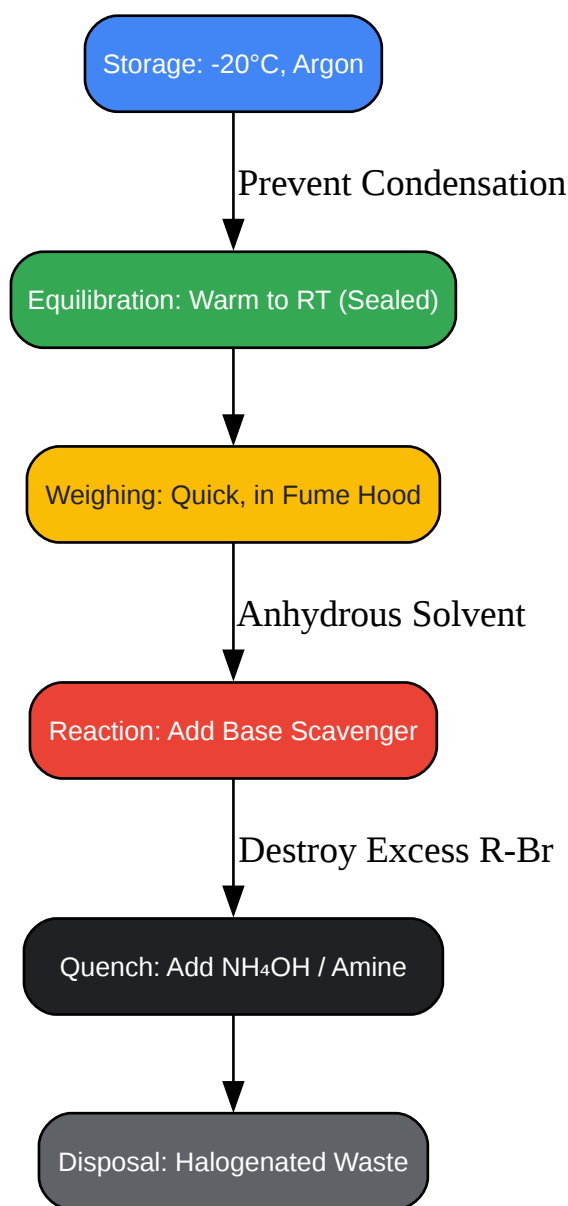 Storage: -20°C, Argon
Prevent Condensation
Equilibration: Warm to RT (Sealed)
Weighing: Quick, in Fume Hood
Anhydrous Solvent
Reaction: Add Base Scavenger
Destroy Excess R-Br
Quench: Add NH₄OH / Amine
Disposal: Halogenated Waste